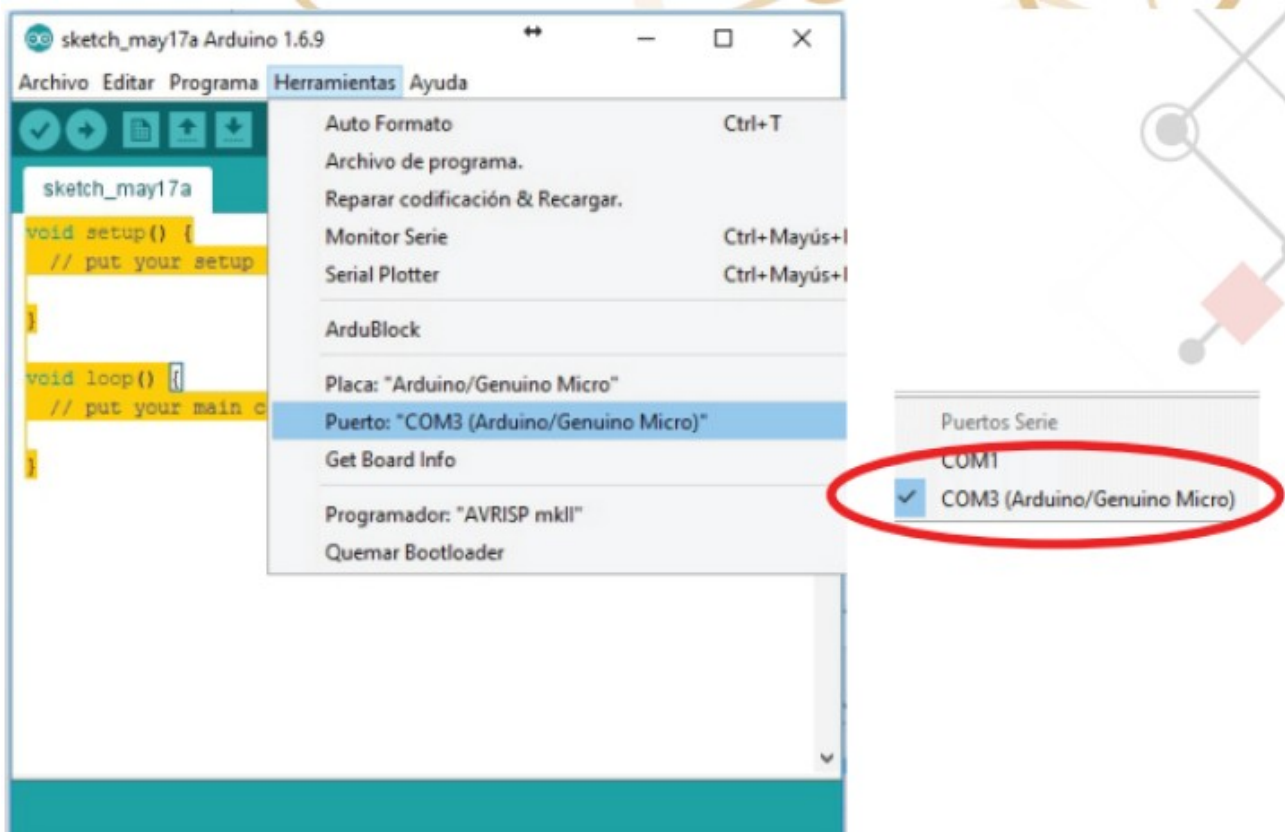 sketch_may17a Arduino 1.6.9
Archivo Editar Programa Herramientas Ayuda
sketch_may17a
void setup() {
// put your setup
}
void loop() {
// put your main c
}
Auto Formato Ctrl+T
Archivo de programa.
Reparar codificación & Recargar.
Monitor Serie Ctrl+Mayús+
Serial Plotter Ctrl+Mayús+
ArduBlock
Placa: "Arduino/Genuino Micro"
Puerto: "COM3 (Arduino/Genuino Micro)"
Get Board Info
Programador: "AVRISP mkII"
Quemar Bootloader
Puertos Serie
COM1
COM3 (Arduino/Genuino Micro)